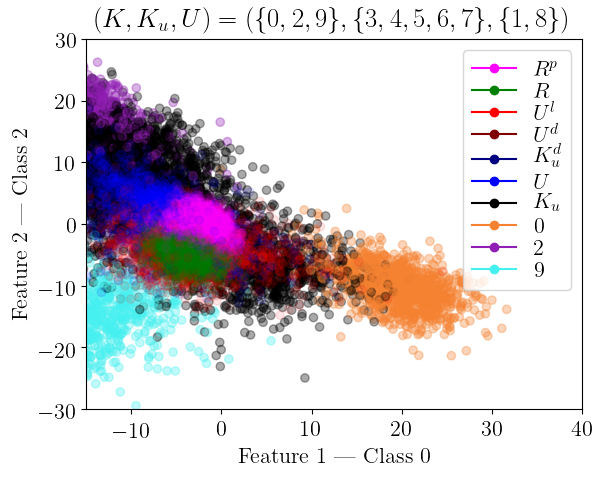 (K, K_u, U) = ({0, 2, 9}, {3, 4, 5, 6, 7}, {1, 8})
30
20
10
0
−10
−20
−30
−10
0
10
20
30
40
Feature 2 — Class 2
Feature 1 — Class 0
R^p
R
U^l
U^d
K_u^d
U
K_u
0
2
9